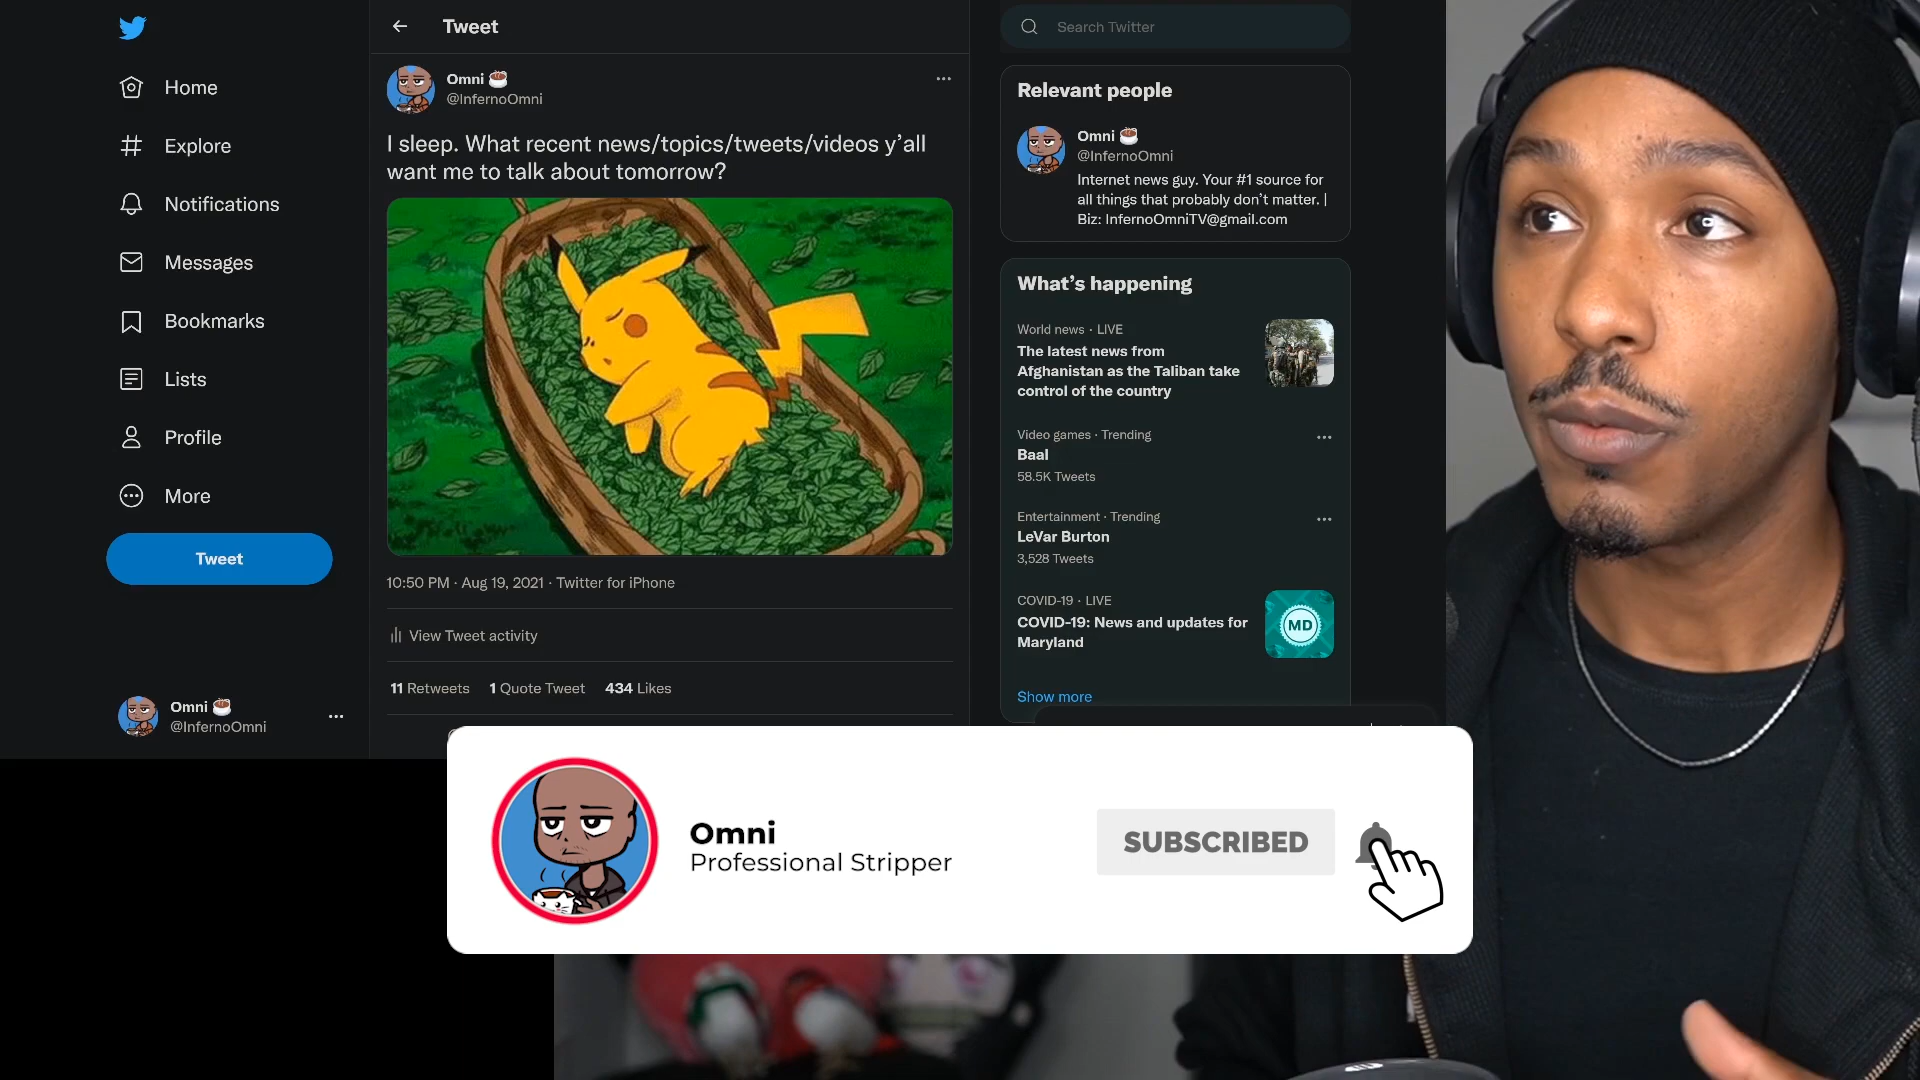 Home
Explore
Notifications
Messages
Bookmarks
Lists
Profile
More
Tweet
Omni
@InfernoOmni
Tweet
Omni
@InfernoOmni
I sleep. What recent news/topics/tweets/videos y’all
want me to talk about tomorrow?
10:50 PM · Aug 19, 2021 · Twitter for iPhone
View Tweet activity
11 Retweets 1 Quote Tweet 434 Likes
Search Twitter
Relevant people
Omni
@InfernoOmni
Internet news guy. Your #1 source for
all things that probably don’t matter. |
Biz: InfernoOmniTV@gmail.com
What’s happening
World news · LIVE
The latest news from
Afghanistan as the Taliban take
control of the country
Video games · Trending
Baal
58.5K Tweets
Entertainment · Trending
LeVar Burton
3,528 Tweets
COVID-19 · LIVE
COVID-19: News and updates for
Maryland
MD
Show more
Omni
Professional Stripper
SUBSCRIBED